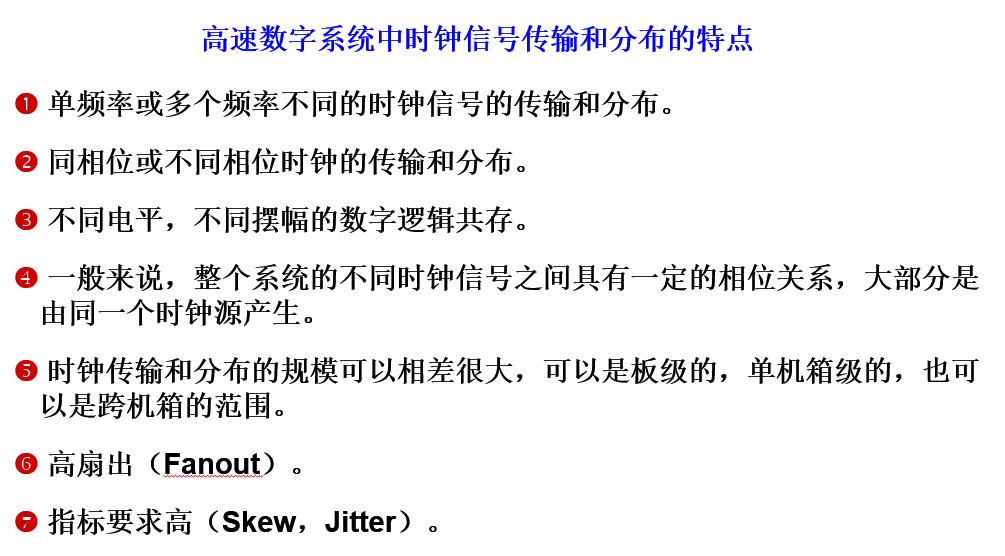 高速数字系统中时钟信号传输和分布的特点
❶ 单频率或多个频率不同的时钟信号的传输和分布。
❷ 同相位或不同相位时钟的传输和分布。
❸ 不同电平，不同摆幅的数字逻辑共存。
❹ 一般来说，整个系统的不同时钟信号之间具有一定的相位关系，大部分是
由同一个时钟源产生。
❺ 时钟传输和分布的规模可以相差很大，可以是板级的，单机箱级的，也可
以是跨机箱的范围。
❻ 高扇出（Fanout）。
❼ 指标要求高（Skew，Jitter）。